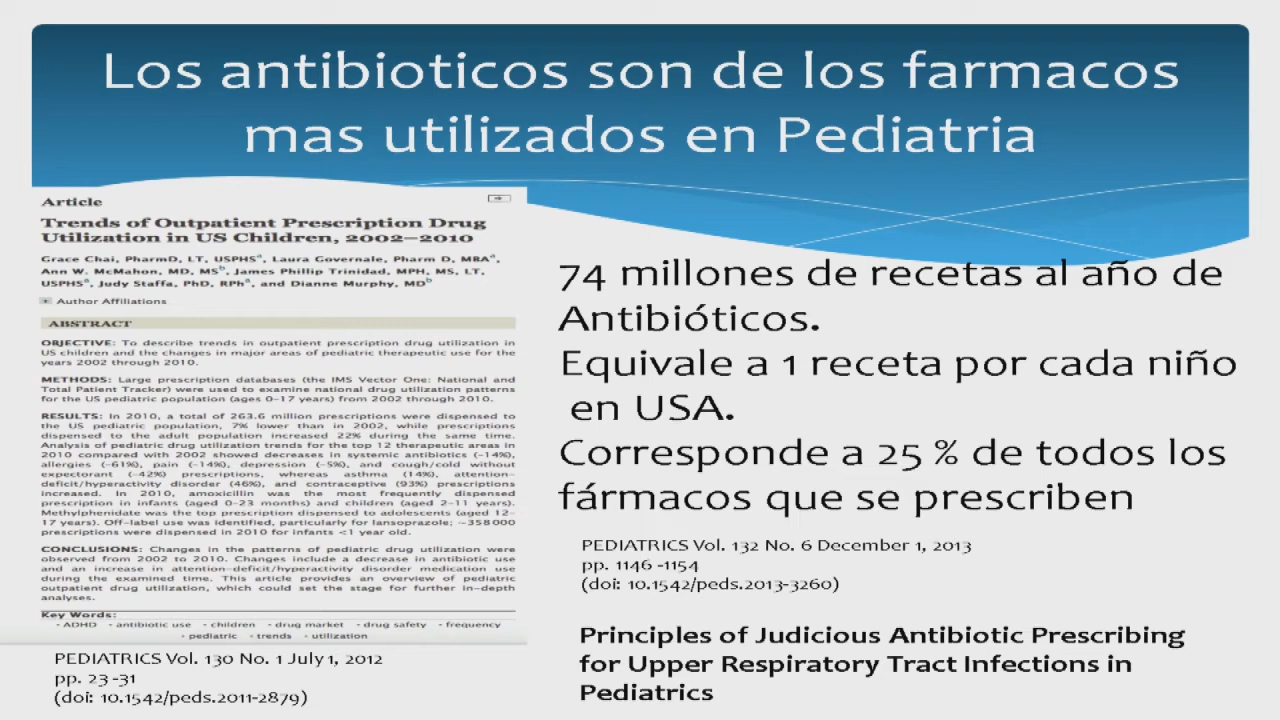 Los antibioticos son de los farmacos
mas utilizados en Pediatria
Article
Trends of Outpatient Prescription Drug
Utilization in US Children, 2002–2010
Grace Chai, PharmD, LT, USPHSa, Laura Governale, Pharm D, MBAa,
Ann W. McMahon, MD, MSb, James Phillip Trinidad, MPH, MS, LT,
USPHSa, Judy Staffa, PhD, RPha, and Dianne Murphy, MDb
+ Author Affiliations
ABSTRACT
OBJECTIVE: To describe trends in outpatient prescription drug utilization in
US children and the changes in major areas of pediatric therapeutic use for the
years 2002 through 2010.
METHODS: Large prescription databases (the IMS Vector One: National and
Total Patient Tracker) were used to examine national drug utilization patterns
for the US pediatric population (ages 0–17 years) from 2002 through 2010.
RESULTS: In 2010, a total of 263.6 million prescriptions were dispensed to
the US pediatric population, 7% lower than in 2002, while prescriptions
dispensed to the adult population increased 22% during the same time.
Analysis of pediatric drug utilization trends for the top 12 therapeutic areas in
2010 compared with 2002 showed decreases in systemic antibiotics (–14%),
allergies (–61%), pain (–14%), depression (–5%), and cough/cold without
expectorant (–42%) prescriptions, whereas asthma (14%), attention-
deficit/hyperactivity disorder (46%), and contraceptive (93%) prescriptions
increased. In 2010, amoxicillin was the most frequently dispensed
prescription in infants (aged 0–23 months) and children (aged 2–11 years).
Methylphenidate was the top prescription dispensed to adolescents (aged 12–
17 years). Off-label use was identified, particularly for lansoprazole; ~358 000
prescriptions were dispensed in 2010 for infants <1 year old.
CONCLUSIONS: Changes in the patterns of pediatric drug utilization were
observed from 2002 to 2010. Changes include a decrease in antibiotic use
and an increase in attention-deficit/hyperactivity disorder medication use
during the examined time. This article provides an overview of pediatric
outpatient drug utilization, which could set the stage for further in-depth
analyses.
Key Words:
• ADHD • antibiotic use • children • drug market • drug safety • frequency
• pediatric • trends • utilization
PEDIATRICS Vol. 130 No. 1 July 1, 2012
pp. 23 -31
(doi: 10.1542/peds.2011-2879)
74 millones de recetas al año de
Antibióticos.
Equivale a 1 receta por cada niño
en USA.
Corresponde a 25 % de todos los
fármacos que se prescriben
PEDIATRICS Vol. 132 No. 6 December 1, 2013
pp. 1146 -1154
(doi: 10.1542/peds.2013-3260)
Principles of Judicious Antibiotic Prescribing
for Upper Respiratory Tract Infections in
Pediatrics